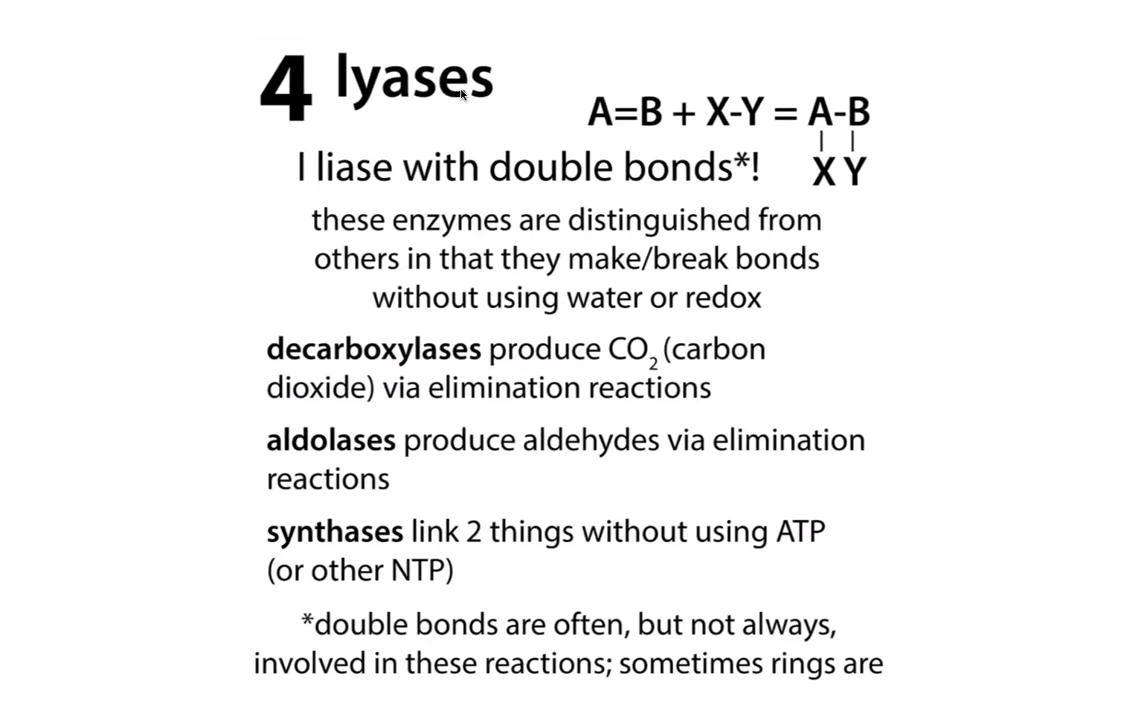 4 lyases
A=B + X-Y = A-B
| |
X Y
I liase with double bonds*!
these enzymes are distinguished from
others in that they make/break bonds
without using water or redox
decarboxylases produce CO₂ (carbon
dioxide) via elimination reactions
aldolases produce aldehydes via elimination
reactions
synthases link 2 things without using ATP
(or other NTP)
*double bonds are often, but not always,
involved in these reactions; sometimes rings are